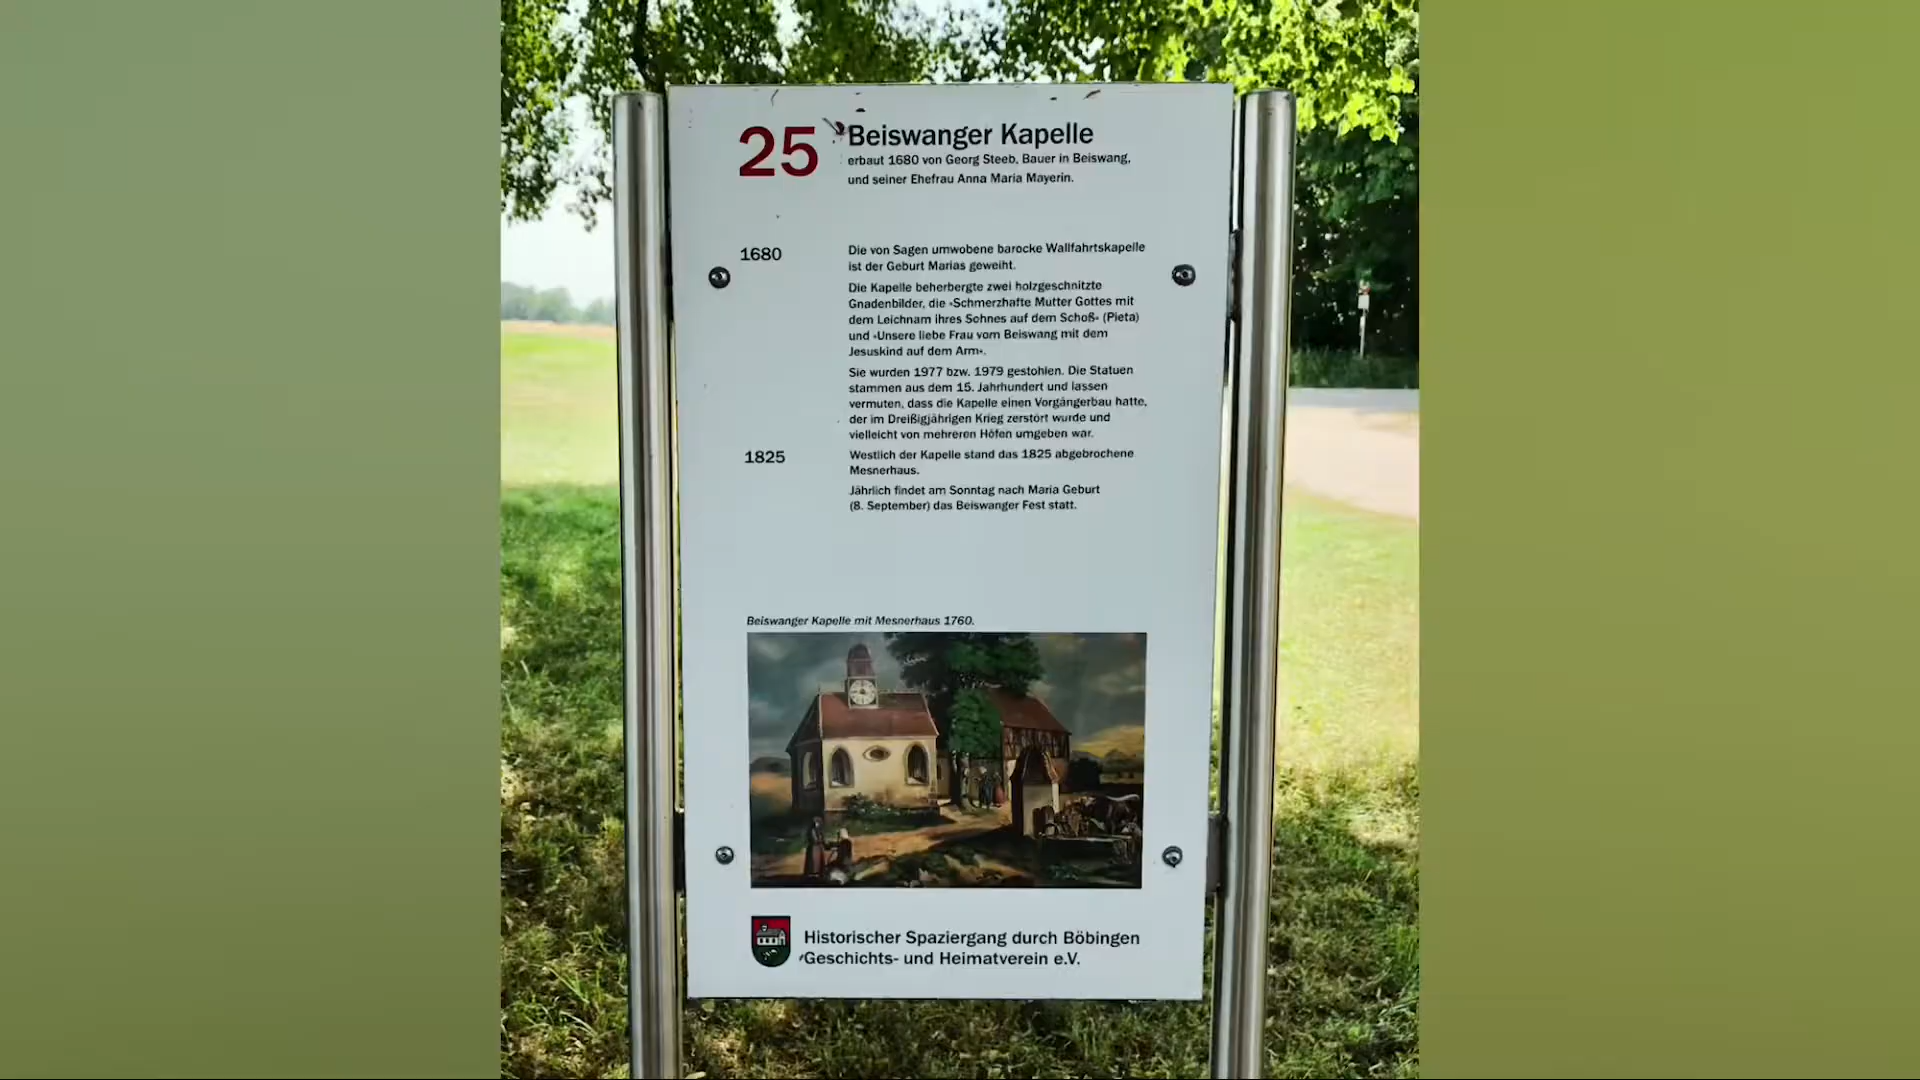 25
Beiswanger Kapelle
erbaut 1680 von Georg Steeb, Bauer in Beiswang,
und seiner Ehefrau Anna Maria Mayerin.
1680
Die von Sagen umwobene barocke Wallfahrtskapelle
ist der Geburt Marias geweiht.
Die Kapelle beherbergte zwei holzgeschnitzte
Gnadenbilder, die »Schmerzhafte Mutter Gottes mit
dem Leichnam ihres Sohnes auf dem Schoß« (Pieta)
und »Unsere liebe Frau vom Beiswang mit dem
Jesuskind auf dem Arm«.
Sie wurden 1977 bzw. 1979 gestohlen. Die Statuen
stammen aus dem 15. Jahrhundert und lassen
vermuten, dass die Kapelle einen Vorgängerbau hatte,
der im Dreißigjährigen Krieg zerstört wurde und
vielleicht von mehreren Höfen umgeben war.
1825
Westlich der Kapelle stand das 1825 abgebrochene
Mesnerhaus.
Jährlich findet am Sonntag nach Maria Geburt
(8. September) das Beiswanger Fest statt.
Beiswanger Kapelle mit Mesnerhaus 1760.
Historischer Spaziergang durch Böbingen
Geschichts- und Heimatverein e.V.